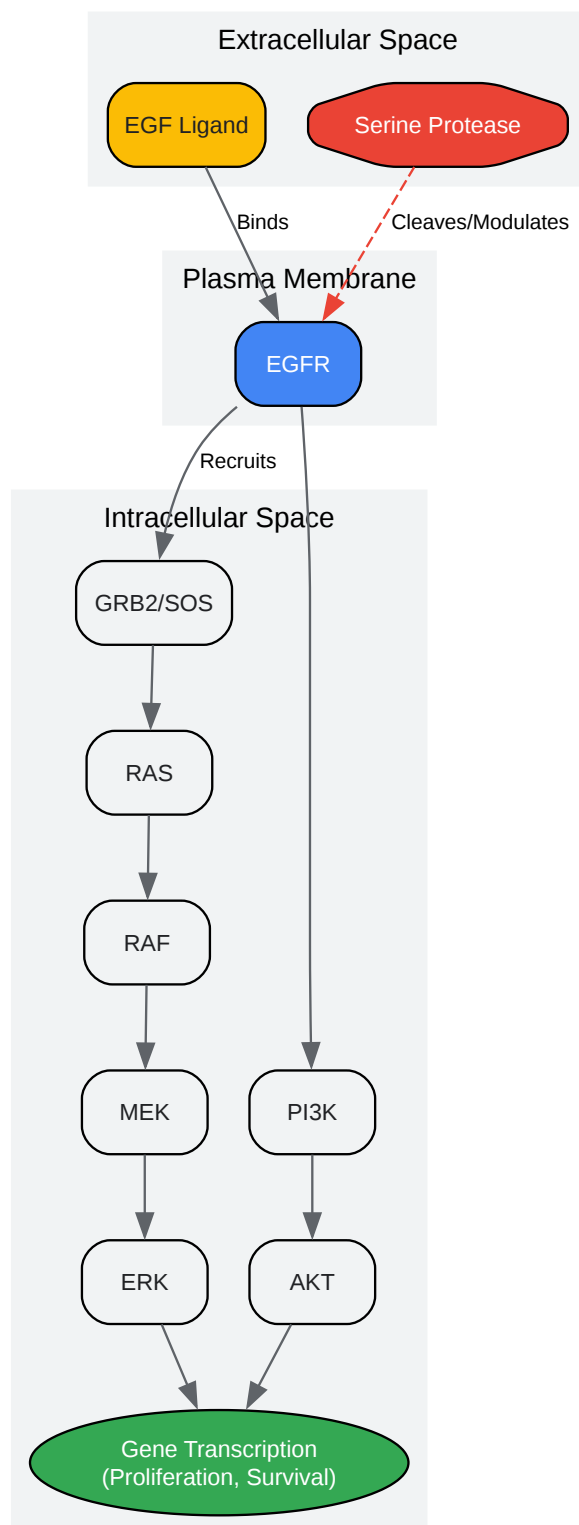 Extracellular Space
EGF Ligand
Serine Protease
Binds
Cleaves/Modulates
Plasma Membrane
EGFR
Recruits
Intracellular Space
GRB2/SOS
RAS
RAF
MEK
PI3K
ERK
AKT
Gene Transcription
(Proliferation, Survival)